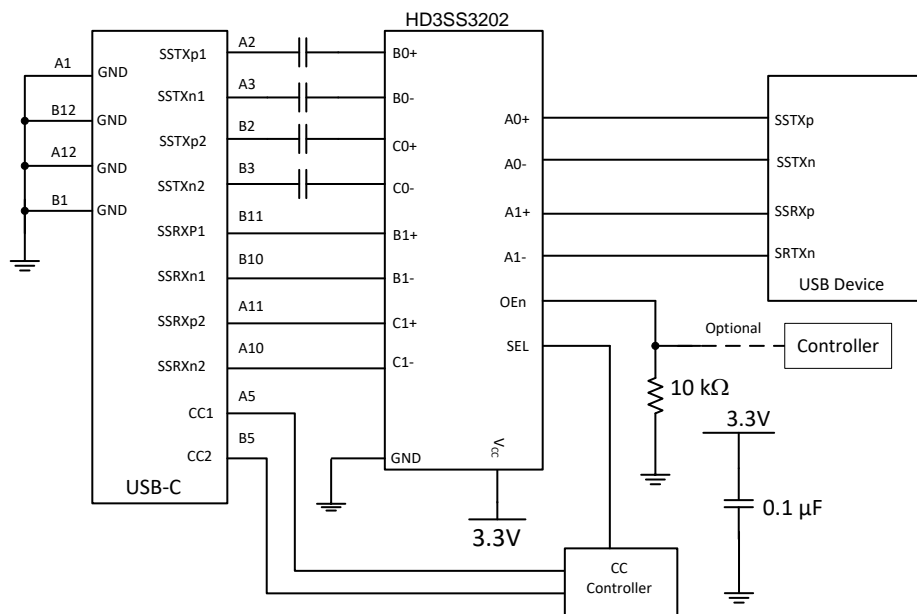 HD3SS3202
A1
GND
B12
GND
A12
GND
B1
GND
SSTXp1
A2
B0+
SSTXn1
A3
B0-
SSTXp2
B2
C0+
SSTXn2
B3
C0-
SSRXP1
B11
B1+
SSRXn1
B10
B1-
SSRXp2
A11
C1+
SSRXn2
A10
C1-
CC1
A5
CC2
B5
USB-C
GND
VCC
3.3V
A0+
A0-
A1+
A1-
OEn
SEL
SSTXp
SSTXn
SSRXp
SRTXn
USB Device
Optional
Controller
10 kΩ
3.3V
0.1 µF
CC
Controller